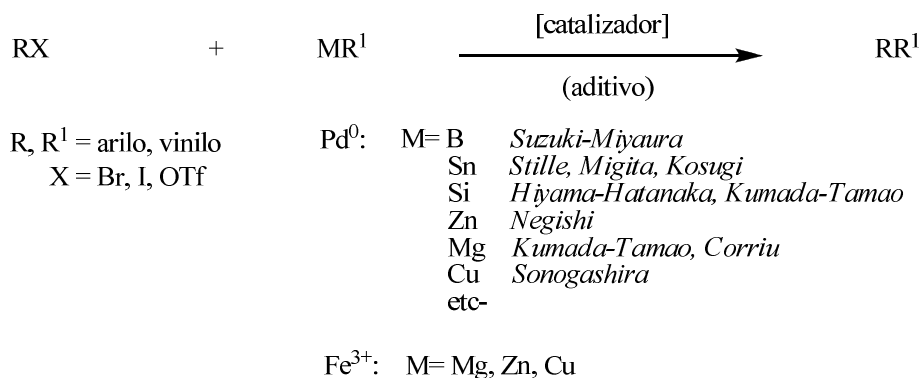 RX + MR¹ [catalizador] RR¹
(aditivo)
R, R¹ = arilo, vinilo
X = Br, I, OTf
Pd⁰: M= B Suzuki-Miyaura
Sn Stille, Migita, Kosugi
Si Hiyama-Hatanaka, Kumada-Tamao
Zn Negishi
Mg Kumada-Tamao, Corriu
Cu Sonogashira
etc-
Fe³⁺: M= Mg, Zn, Cu